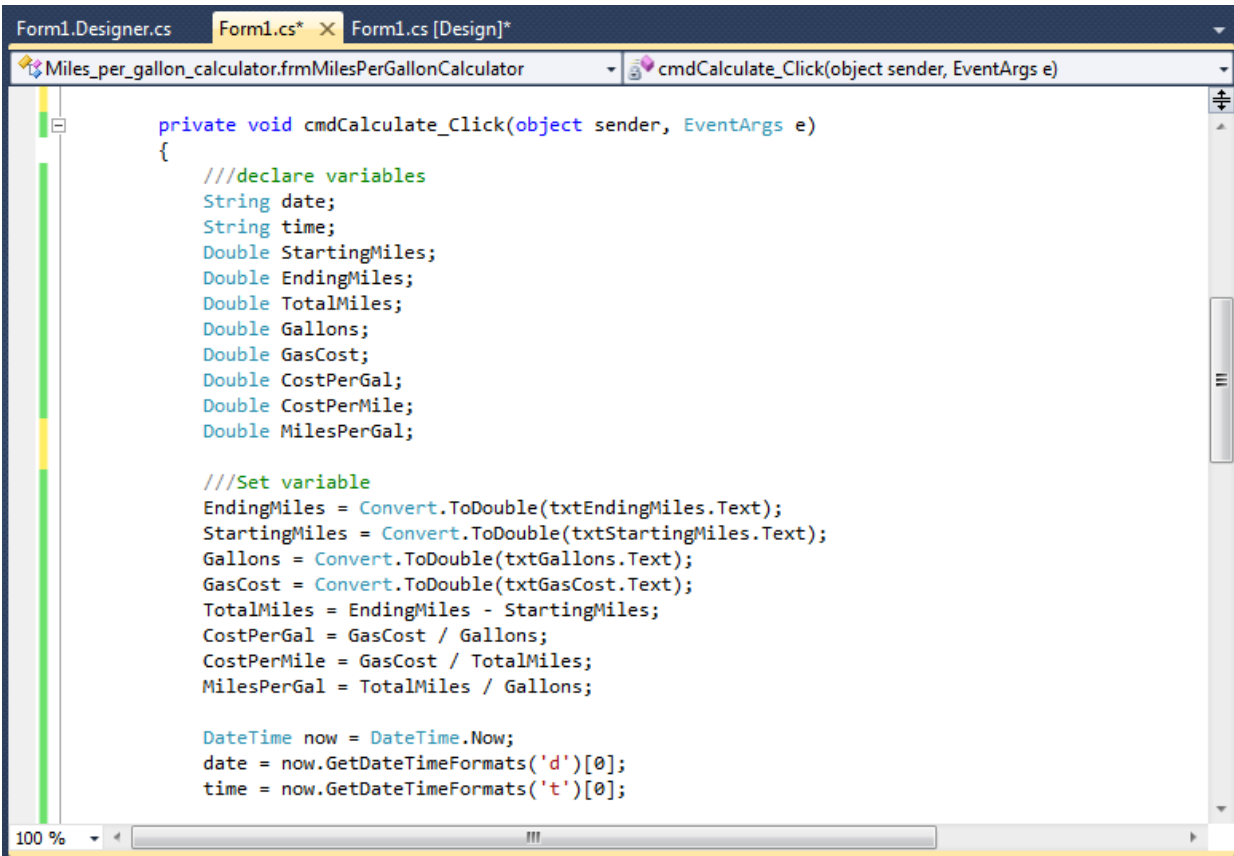 Form1.Designer.cs Form1.cs* Form1.cs [Design]*
Miles_per_gallon_calculator.frmMilesPerGallonCalculator cmdCalculate_Click(object sender, EventArgs e)
private void cmdCalculate_Click(object sender, EventArgs e)
{
///declare variables
String date;
String time;
Double StartingMiles;
Double EndingMiles;
Double TotalMiles;
Double Gallons;
Double GasCost;
Double CostPerGal;
Double CostPerMile;
Double MilesPerGal;
///Set variable
EndingMiles = Convert.ToDouble(txtEndingMiles.Text);
StartingMiles = Convert.ToDouble(txtStartingMiles.Text);
Gallons = Convert.ToDouble(txtGallons.Text);
GasCost = Convert.ToDouble(txtGasCost.Text);
TotalMiles = EndingMiles - StartingMiles;
CostPerGal = GasCost / Gallons;
CostPerMile = GasCost / TotalMiles;
MilesPerGal = TotalMiles / Gallons;
DateTime now = DateTime.Now;
date = now.GetDateTimeFormats('d')[0];
time = now.GetDateTimeFormats('t')[0];
100 %